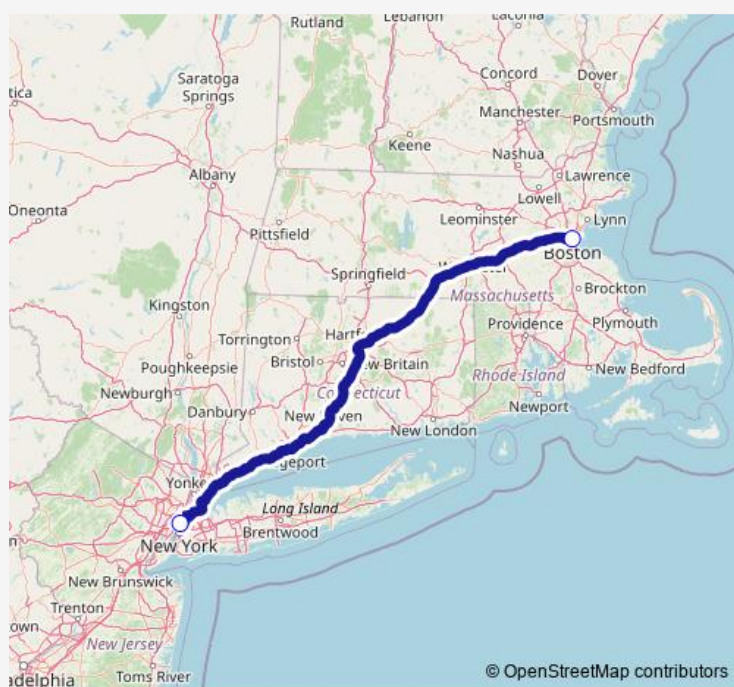 Rutland
Lebanon
Laconia
Saratoga
Springs
Concord
Dover
Manchester
Portsmouth
Keene
Nashua
Albany
Lawrence
Lowell
Oneonta
Pittsfield
Leominster
Lynn
Boston
Springfield
Massachusetts
Brockton
Kingston
Plymouth
Providence
Torrington
Poughkeepsie
Bristol
New Britain
Rhode Island
New Bedford
Newburgh
Danbury
Newport
New London
Long Island
New York
Brentwood
New Brunswick
Trenton
New Jersey
Toms River
© OpenStreetMap contributors